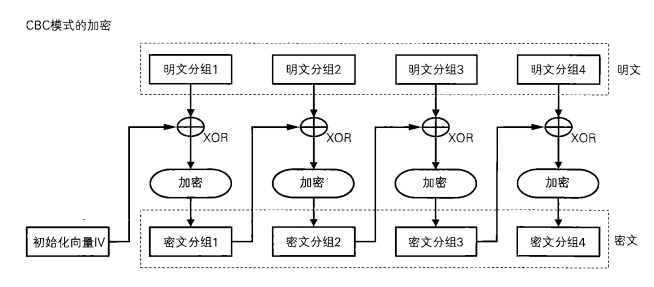 CBC模式的加密
明文分组1 明文分组2 明文分组3 明文分组4 明文
XOR XOR XOR XOR
加密 加密 加密 加密
初始化向量IV 密文分组1 密文分组2 密文分组3 密文分组4 密文